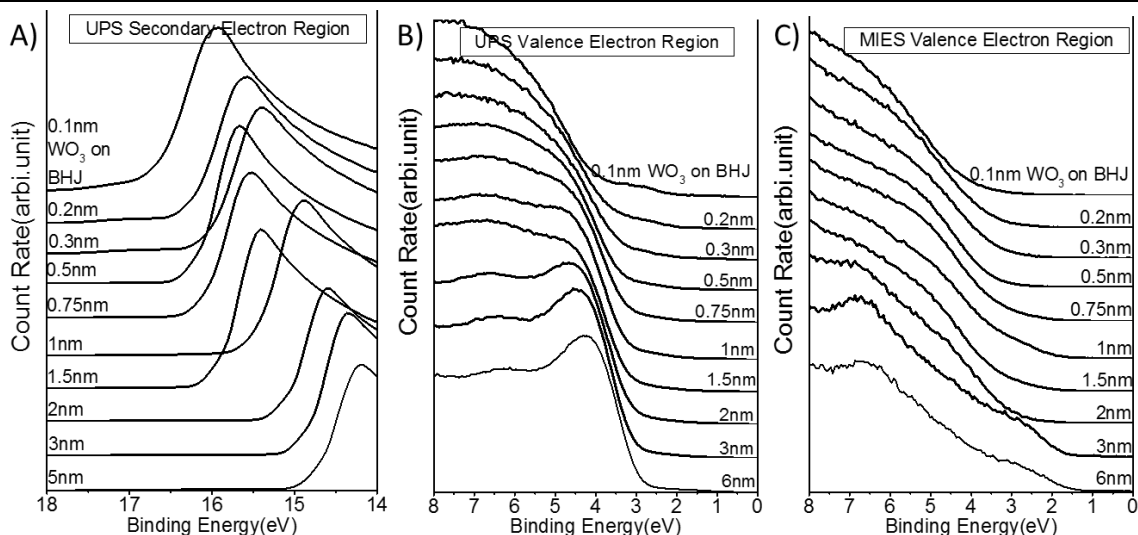 A)
UPS Secondary Electron Region
Count Rate(arbi.unit)
0.1nm
WO3 on
BHJ
0.2nm
0.3nm
0.5nm
0.75nm
1nm
1.5nm
2nm
3nm
5nm
18 17 16 15 14
Binding Energy(eV)
B)
UPS Valence Electron Region
Count Rate(arbi.unit)
0.1nm WO3 on BHJ
0.2nm
0.3nm
0.5nm
0.75nm
1nm
1.5nm
2nm
3nm
6nm
8 7 6 5 4 3 2 1 0
Binding Energy(eV)
C)
MIES Valence Electron Region
Count Rate(arbi.unit)
0.1nm WO3 on BHJ
0.2nm
0.3nm
0.5nm
0.75nm
1nm
1.5nm
2nm
3nm
6nm
8 7 6 5 4 3 2 1 0
Binding Energy(eV)